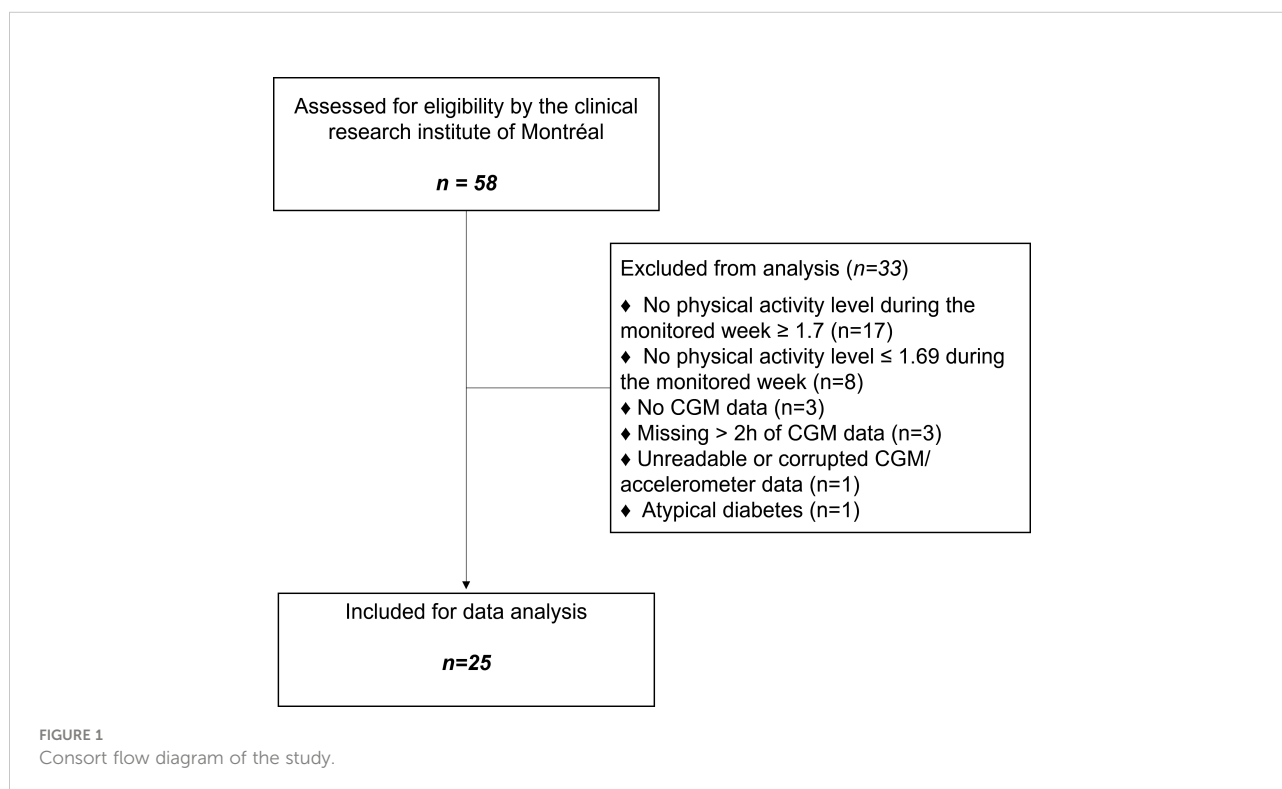 Assessed for eligibility by the clinical
research institute of Montréal
n = 58
Excluded from analysis (n=33)
♦ No physical activity level during the
monitored week ≥ 1.7 (n=17)
♦ No physical activity level ≤ 1.69 during
the monitored week (n=8)
♦ No CGM data (n=3)
♦ Missing > 2h of CGM data (n=3)
♦ Unreadable or corrupted CGM/
accelerometer data (n=1)
♦ Atypical diabetes (n=1)
Included for data analysis
n=25
FIGURE 1
Consort flow diagram of the study.